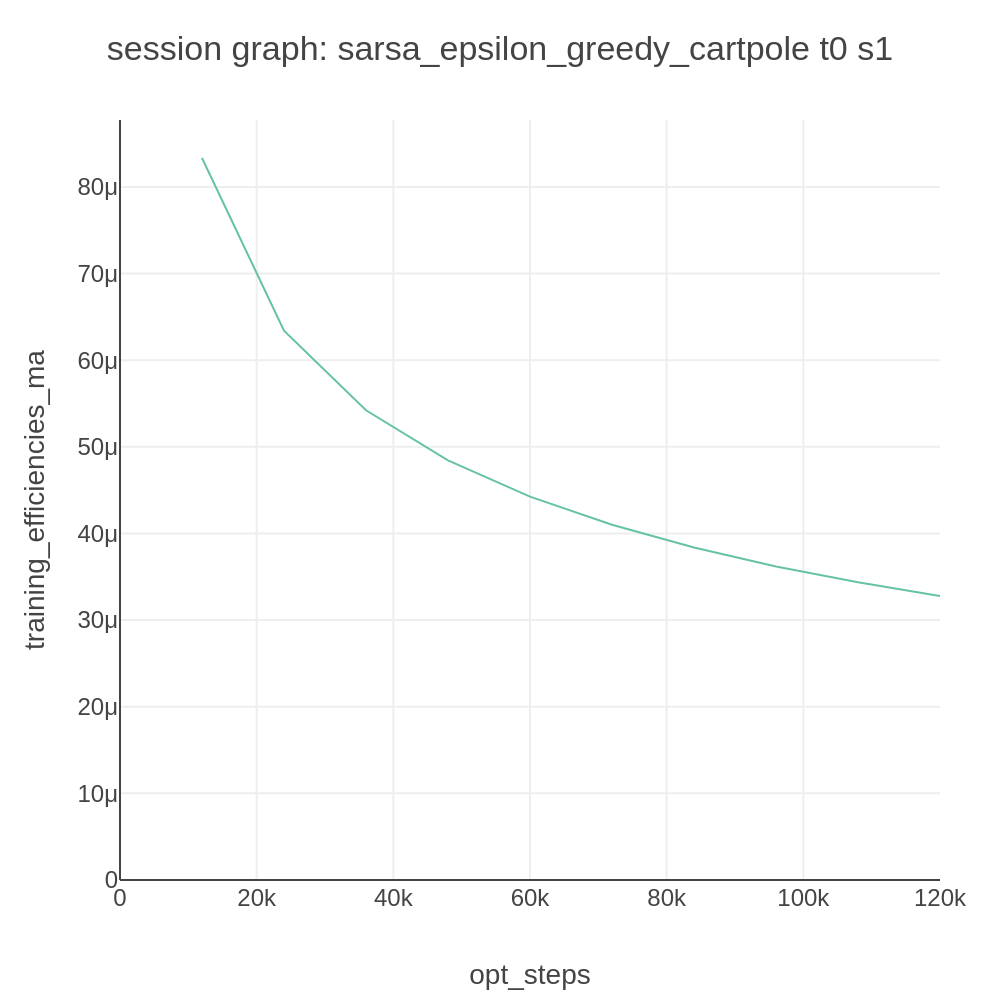 session graph: sarsa_epsilon_greedy_cartpole t0 s1
training_efficiencies_ma
80μ
70μ
60μ
50μ
40μ
30μ
20μ
10μ
0
0
20k
40k
60k
80k
100k
120k
opt_steps